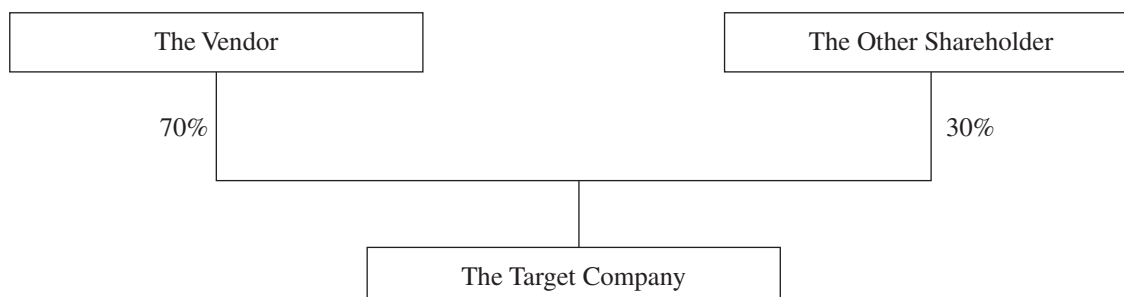 The Vendor
The Other Shareholder
70%
30%
The Target Company